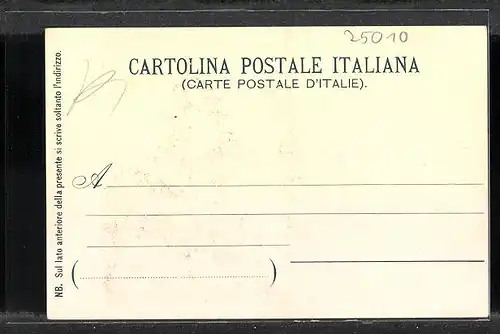 25010
CARTOLINA POSTALE ITALIANA
(CARTE POSTALE D'ITALIE).
A
NB. Sul lato anteriore della presente si scrive soltanto l'indirizzo.